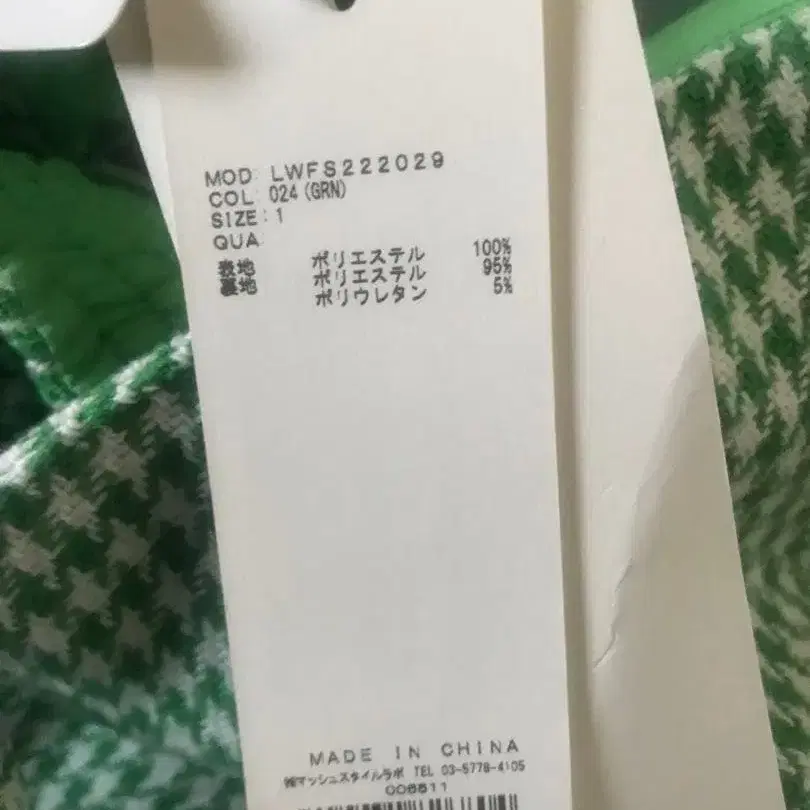 MOD LWFS222029
COL 024(GRN)
SIZE:1
QUA
表地 ポリエステル 100%
裏地 ポリエステル 95%
ポリウレタン 5%
MADE IN CHINA
㈱マッシュスタイルラボ TEL 03-5778-4105
006511